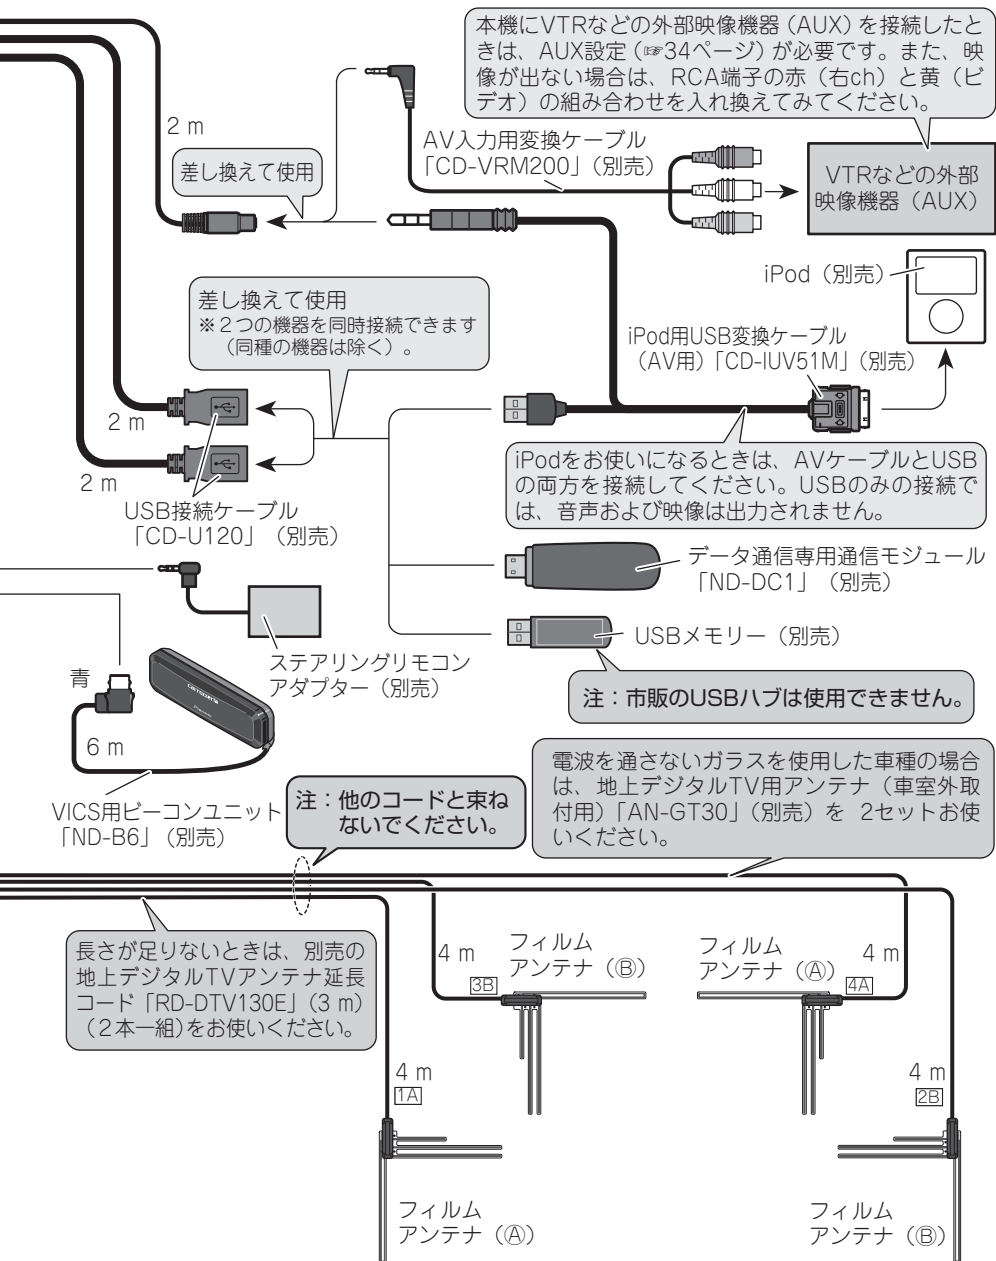 本機にVTRなどの外部映像機器（AUX）を接続したと
きは、AUX設定（☞34ページ）が必要です。また、映
像が出ない場合は、RCA端子の赤（右ch）と黄（ビ
デオ）の組み合わせを入れ換えてみてください。
2 m
差し換えて使用
AV入力用変換ケーブル
「CD-VRM200」（別売）
VTRなどの外部
映像機器（AUX）
iPod（別売）
差し換えて使用
※２つの機器を同時接続できます
（同種の機器は除く）。
iPod用USB変換ケーブル
（AV用）「CD-IUV51M」（別売）
2 m
2 m
USB接続ケーブル
「CD-U120」（別売）
iPodをお使いになるときは、AVケーブルとUSB
の両方を接続してください。USBのみの接続で
は、音声および映像は出力されません。
データ通信専用通信モジュール
「ND-DC1」（別売）
USBメモリー（別売）
注：市販のUSBハブは使用できません。
ステアリングリモコン
アダプター（別売）
青
carrozzeria
Pioneer
6 m
VICS用ビーコンユニット
「ND-B6」（別売）
注：他のコードと束ね
ないでください。
電波を通さないガラスを使用した車種の場合
は、地上デジタルTV用アンテナ（車室外取
付用）「AN-GT30」（別売）を 2セットお使
いください。
長さが足りないときは、別売の
地上デジタルTVアンテナ延長
コード「RD-DTV130E」（3 m）
（２本一組）をお使いください。
4 m
3B
フィルム
アンテナ（Ⓑ）
フィルム
アンテナ（Ⓐ）
4 m
4A
4 m
1A
4 m
2B
フィルム
アンテナ（Ⓐ）
フィルム
アンテナ（Ⓑ）